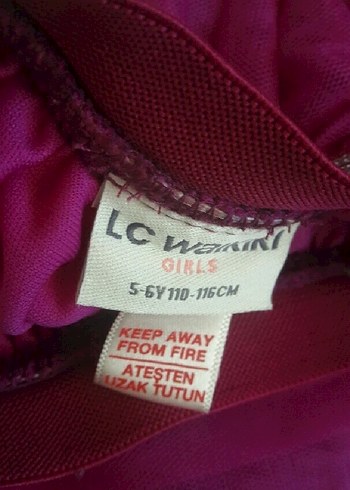 LC WAIKIKI
GIRLS
5-6Y 110-116CM
KEEP AWAY
FROM FIRE
ATEŞTEN
UZAK TUTUN